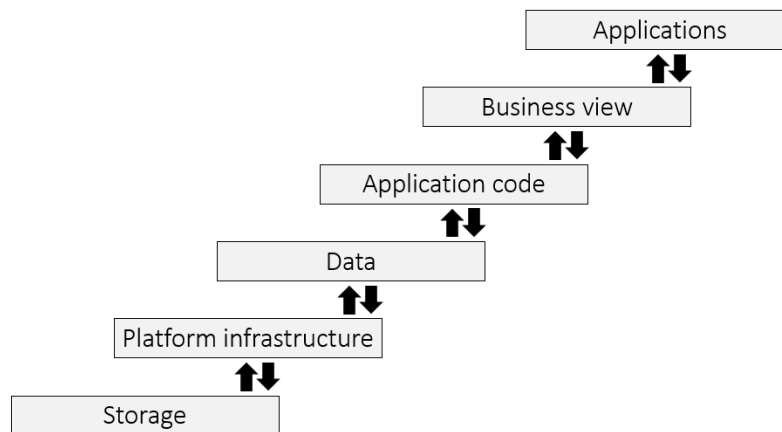 Applications
Business view
Application code
Data
Platform infrastructure
Storage